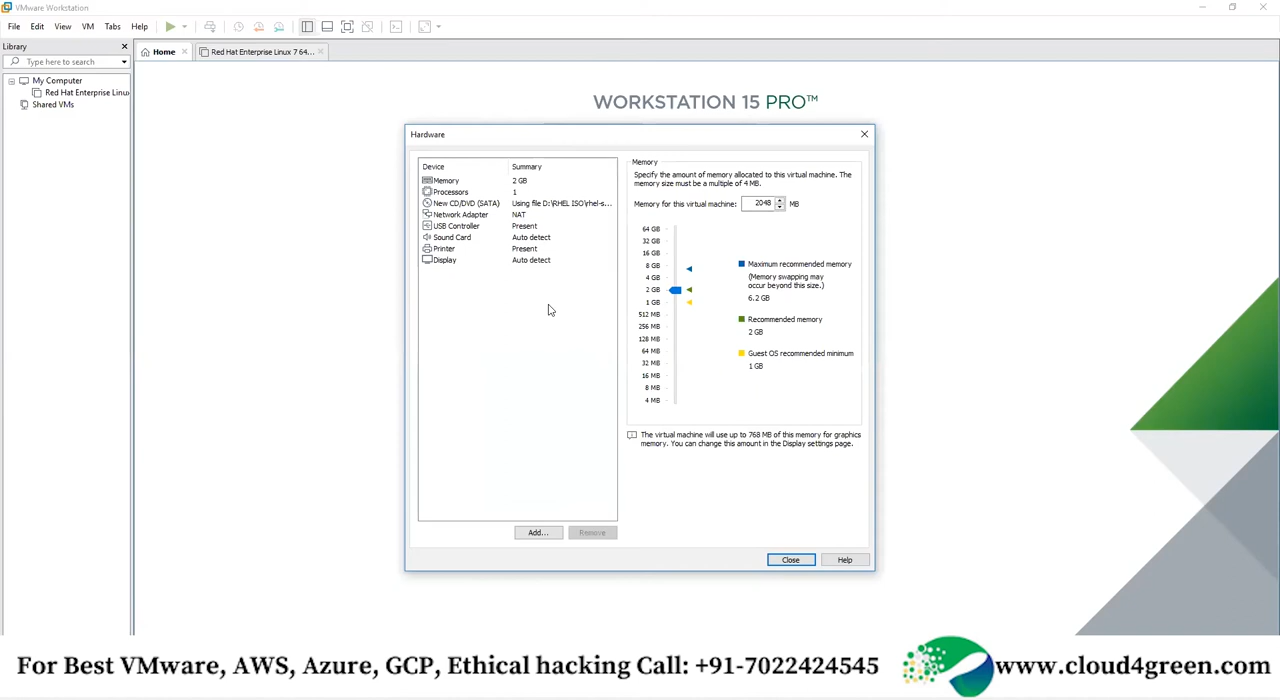 VMware Workstation
File Edit View VM Tabs Help
Library
Type here to search
My Computer
Red Hat Enterprise Linux
Shared VMs
Home
Red Hat Enterprise Linux 7 64...
WORKSTATION 15 PRO™
Hardware
Device Summary
Memory 2 GB
Processors 1
New CD/DVD (SATA) Using file D:\RHEL ISO\rhel-s...
Network Adapter NAT
USB Controller Present
Sound Card Auto detect
Printer Present
Display Auto detect
Add...
Remove
Memory
Specify the amount of memory allocated to this virtual machine. The
memory size must be a multiple of 4 MB.
Memory for this virtual machine: 2048 MB
64 GB
32 GB
16 GB
8 GB
4 GB
2 GB
1 GB
512 MB
256 MB
128 MB
64 MB
32 MB
16 MB
8 MB
4 MB
Maximum recommended memory
(Memory swapping may
occur beyond this size.)
6.2 GB
Recommended memory
2 GB
Guest OS recommended minimum
1 GB
The virtual machine will use up to 768 MB of this memory for graphics
memory. You can change this amount in the Display settings page.
Close
Help
For Best VMware, AWS, Azure, GCP, Ethical hacking Call: +91-7022424545
www.cloud4green.com